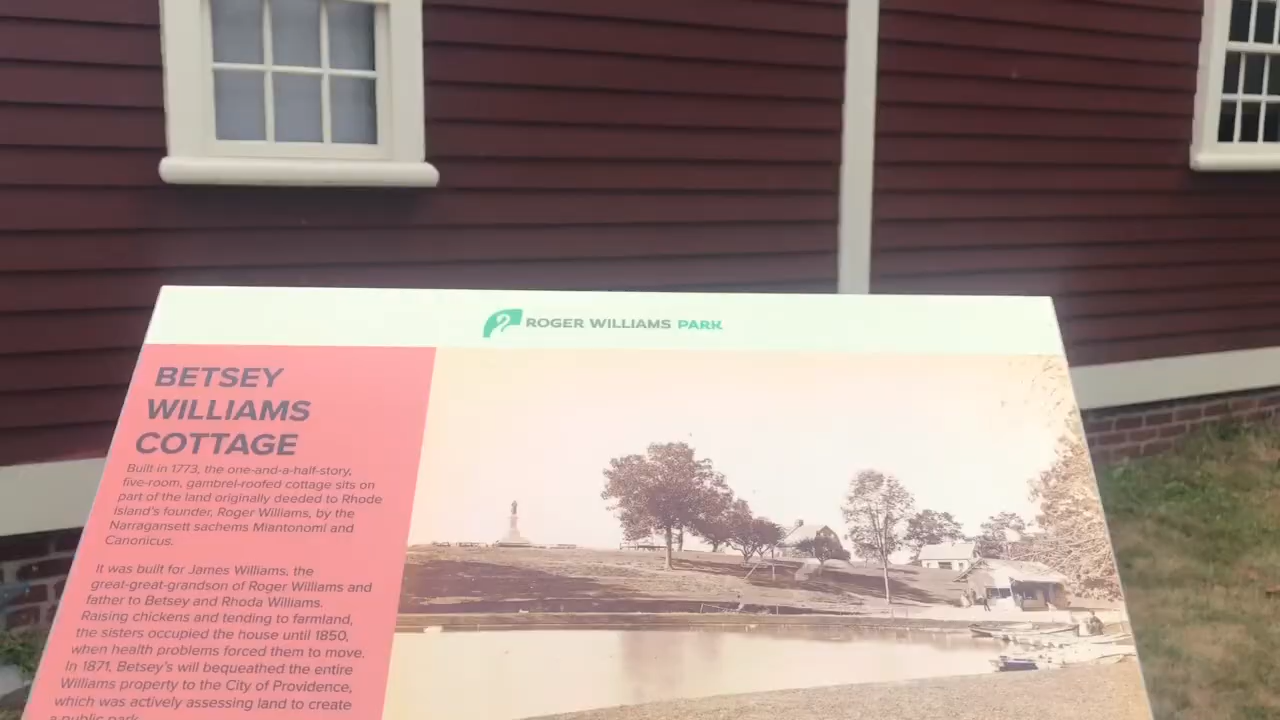 ROGER WILLIAMS PARK
BETSEY
WILLIAMS
COTTAGE
Built in 1773, the one-and-a-half-story,
five-room, gambrel-roofed cottage sits on
part of the land originally deeded to Rhode
Island's founder, Roger Williams, by the
Narragansett sachems Miantonomi and
Canonicus.
It was built for James Williams, the
great-great-grandson of Roger Williams and
father to Betsey and Rhoda Williams.
Raising chickens and tending to farmland,
the sisters occupied the house until 1850,
when health problems forced them to move.
In 1871, Betsey's will bequeathed the entire
Williams property to the City of Providence,
which was actively assessing land to create
a public park